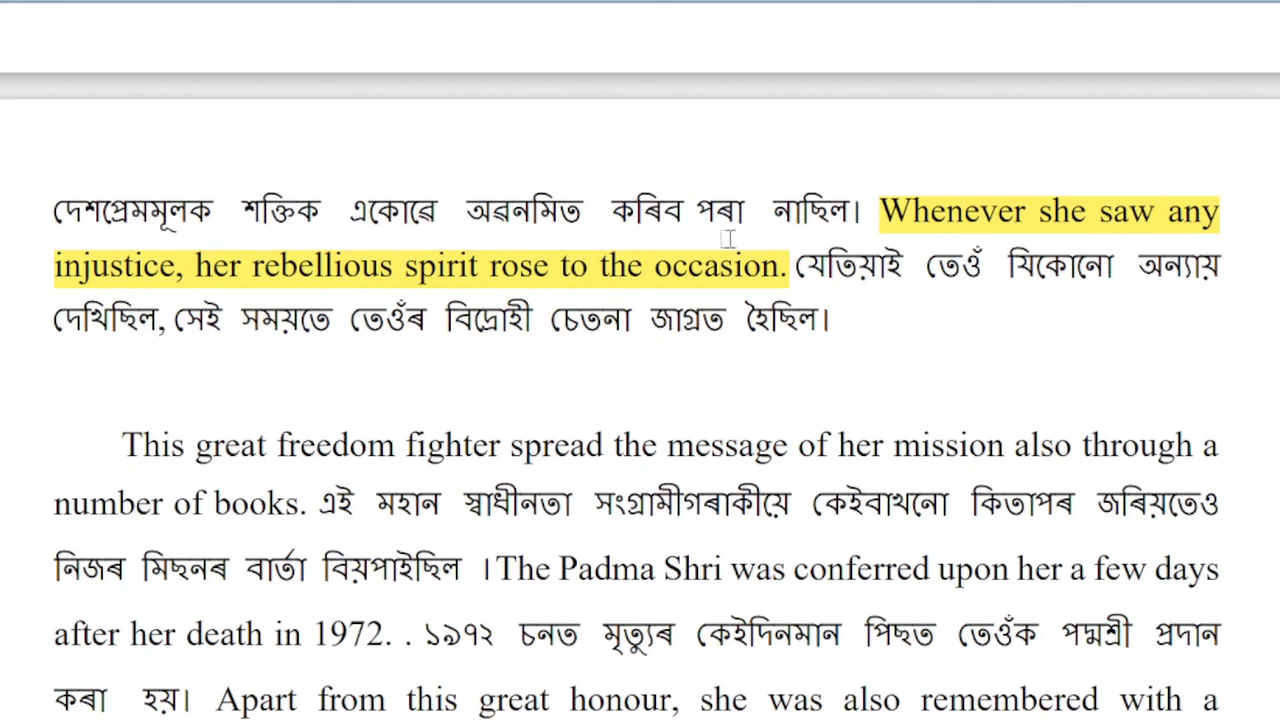 দেশপ্ৰেমমূলক শক্তিক একোৱে অৱনমিত কৰিব পৰা নাছিল। Whenever she saw any
injustice, her rebellious spirit rose to the occasion. যেতিয়াই তেওঁ যিকোনো অন্যায়
দেখিছিল, সেই সময়তে তেওঁৰ বিদ্ৰোহী চেতনা জাগ্ৰত হৈছিল।
This great freedom fighter spread the message of her mission also through a
number of books. এই মহান স্বাধীনতা সংগ্ৰামীগৰাকীয়ে কেইবাখনো কিতাপৰ জৰিয়তেও
নিজৰ মিছনৰ বাৰ্তা বিয়পাইছিল ।The Padma Shri was conferred upon her a few days
after her death in 1972. . ১৯৭২ চনত মৃত্যুৰ কেইদিনমান পিছত তেওঁক পদ্মশ্ৰী প্ৰদান
কৰা হয়। Apart from this great honour, she was also remembered with a